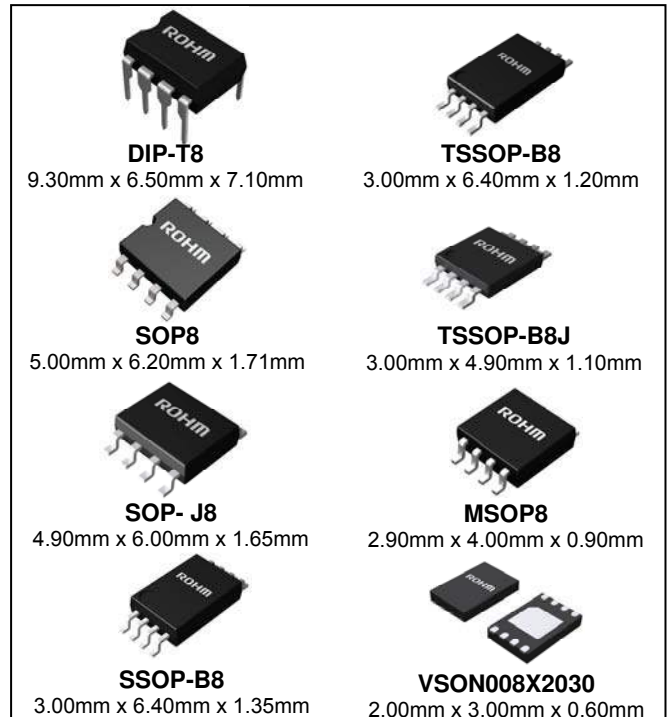 ROHM
DIP-T8
9.30mm x 6.50mm x 7.10mm
ROHM
TSSOP-B8
3.00mm x 6.40mm x 1.20mm
ROHM
SOP8
5.00mm x 6.20mm x 1.71mm
ROHM
TSSOP-B8J
3.00mm x 4.90mm x 1.10mm
ROHM
SOP- J8
4.90mm x 6.00mm x 1.65mm
ROHM
MSOP8
2.90mm x 4.00mm x 0.90mm
ROHM
SSOP-B8
3.00mm x 6.40mm x 1.35mm
ROHM
VSON008X2030
2.00mm x 3.00mm x 0.60mm